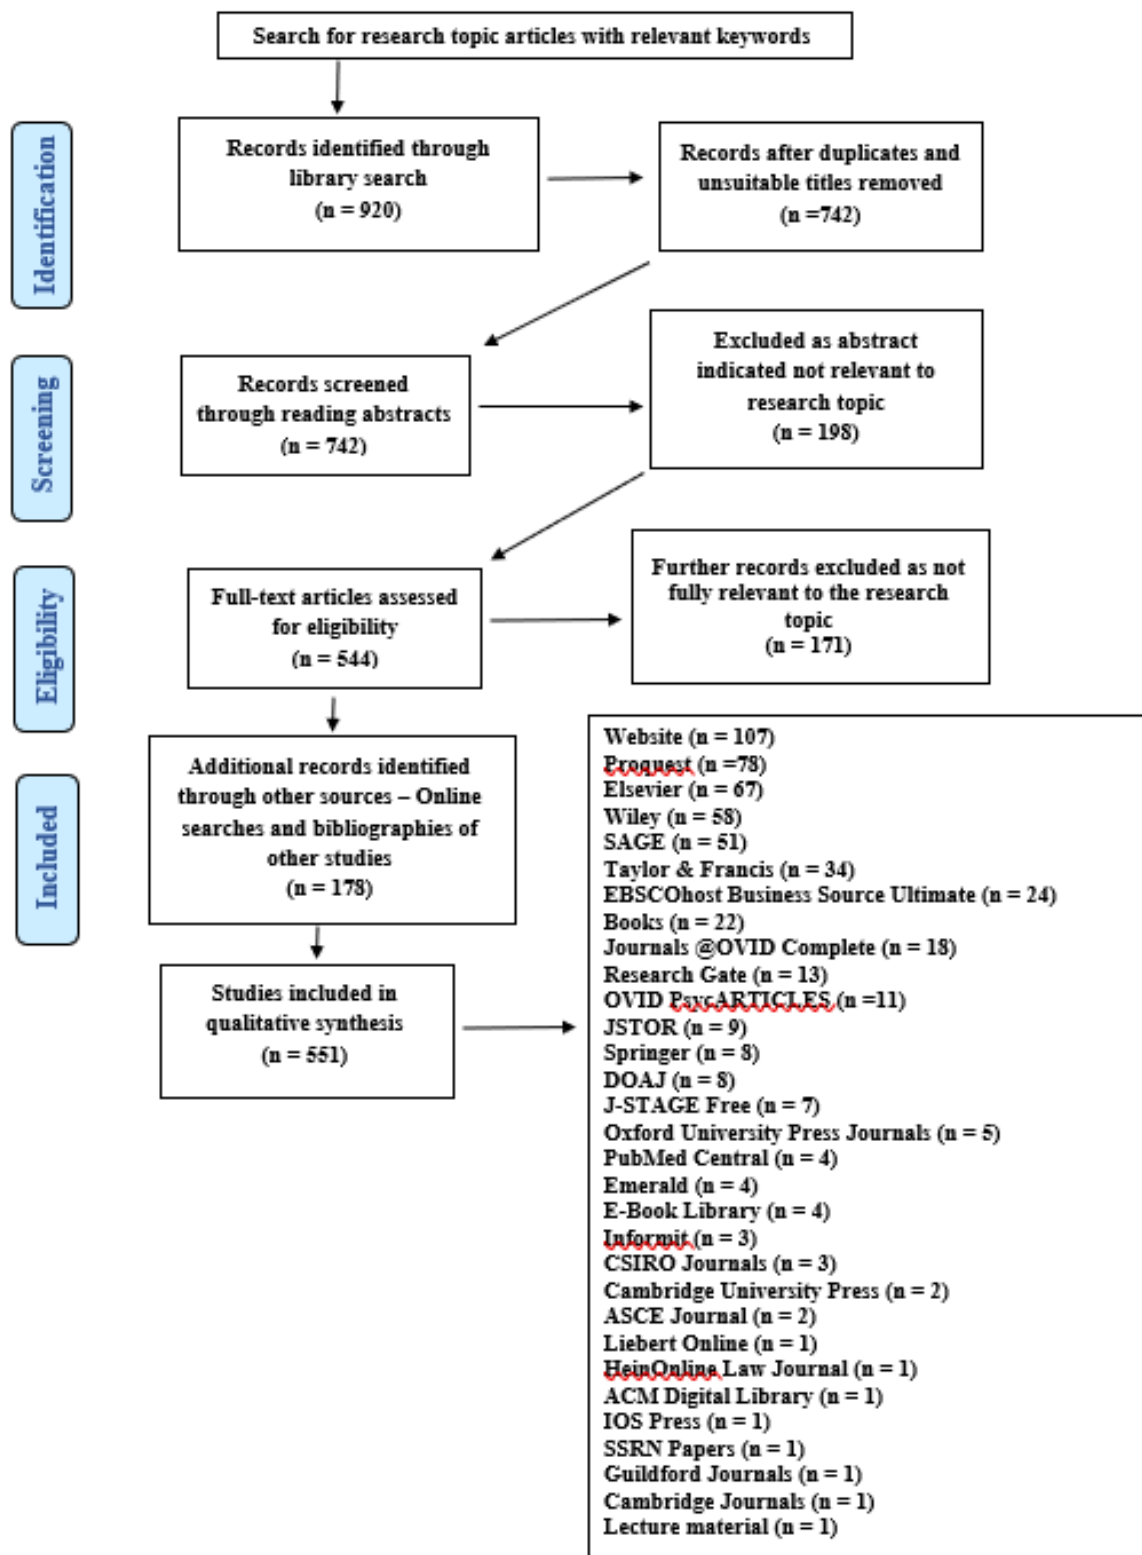 Search for research topic articles with relevant keywords
Identification
Records identified through
library search
(n = 920)
Records after duplicates and
unsuitable titles removed
(n =742)
Screening
Records screened
through reading abstracts
(n = 742)
Excluded as abstract
indicated not relevant to
research topic
(n = 198)
Eligibility
Full-text articles assessed
for eligibility
(n = 544)
Further records excluded as not
fully relevant to the research
topic
(n = 171)
Included
Additional records identified
through other sources – Online
searches and bibliographies of
other studies
(n = 178)
Studies included in
qualitative synthesis
(n = 551)
Website (n = 107)
Proquest (n =78)
Elsevier (n = 67)
Wiley (n = 58)
SAGE (n = 51)
Taylor & Francis (n = 34)
EBSCOhost Business Source Ultimate (n = 24)
Books (n = 22)
Journals @OVID Complete (n = 18)
Research Gate (n = 13)
OVID PsycARTICLES (n =11)
JSTOR (n = 9)
Springer (n = 8)
DOAJ (n = 8)
J-STAGE Free (n = 7)
Oxford University Press Journals (n = 5)
PubMed Central (n = 4)
Emerald (n = 4)
E-Book Library (n = 4)
Informit (n = 3)
CSIRO Journals (n = 3)
Cambridge University Press (n = 2)
ASCE Journal (n = 2)
Liebert Online (n = 1)
HeinOnline Law Journal (n = 1)
ACM Digital Library (n = 1)
IOS Press (n = 1)
SSRN Papers (n = 1)
Guildford Journals (n = 1)
Cambridge Journals (n = 1)
Lecture material (n = 1)